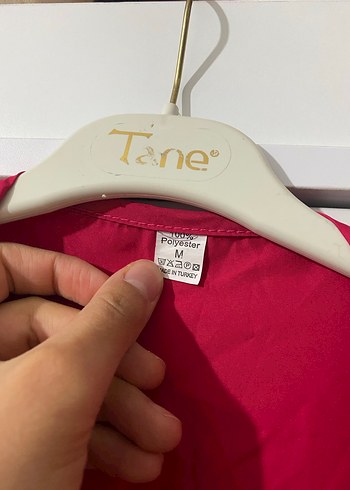 Tane®
100%
Polyester
M
MADE IN TURKEY